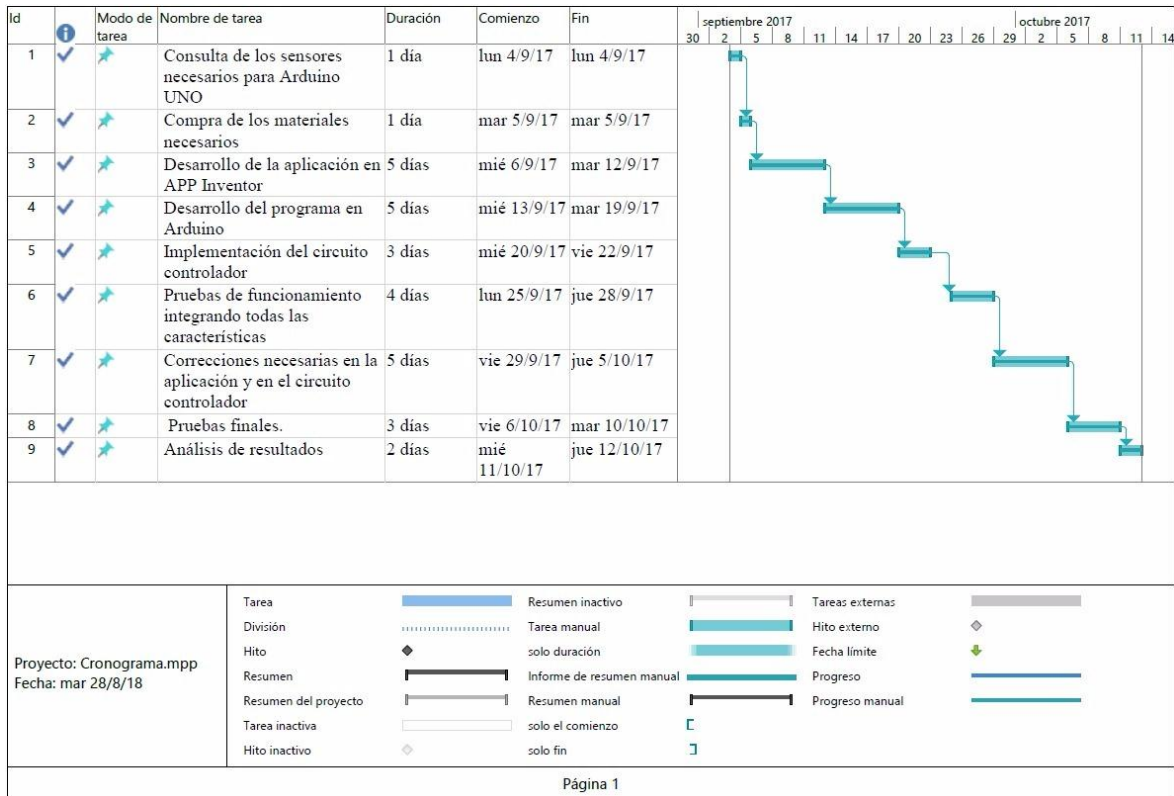 Id Modo de tarea Nombre de tarea Duración Comienzo Fin
septiembre 2017 octubre 2017
30 2 5 8 11 14 17 20 23 26 29 2 5 8 11 14
1 Consulta de los sensores 1 día lun 4/9/17 lun 4/9/17
necesarios para Arduino
UNO
2 Compra de los materiales 1 día mar 5/9/17 mar 5/9/17
necesarios
3 Desarrollo de la aplicación en 5 días mié 6/9/17 mar 12/9/17
APP Inventor
4 Desarrollo del programa en 5 días mié 13/9/17 mar 19/9/17
Arduino
5 Implementación del circuito 3 días mié 20/9/17 vie 22/9/17
controlador
6 Pruebas de funcionamiento 4 días lun 25/9/17 jue 28/9/17
integrando todas las
características
7 Correcciones necesarias en la 5 días vie 29/9/17 jue 5/10/17
aplicación y en el circuito
controlador
8 Pruebas finales. 3 días vie 6/10/17 mar 10/10/17
9 Análisis de resultados 2 días mié jue 12/10/17
11/10/17
Proyecto: Cronograma.mpp
Fecha: mar 28/8/18
Tarea Resumen inactivo Tareas externas
División Tarea manual Hito externo
Hito solo duración Fecha límite
Resumen Informe de resumen manual Progreso
Resumen del proyecto Resumen manual Progreso manual
Tarea inactiva solo el comienzo
Hito inactivo solo fin
Página 1